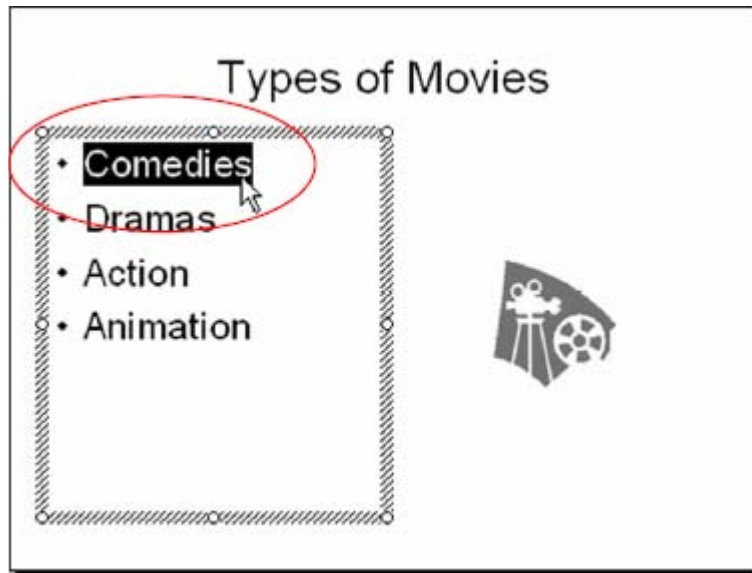 Types of Movies
• Comedies
• Dramas
• Action
• Animation